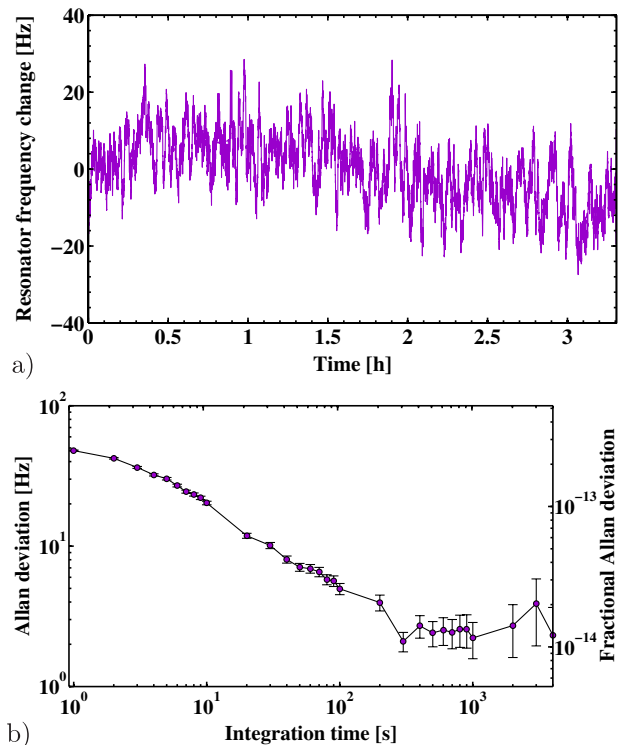 40
20
0
−20
−40
Resonator frequency change [Hz]
0 0.5 1 1.5 2 2.5 3
Time [h]
a)
10^2
10^1
10^0
Allan deviation [Hz]
10^-13
10^-14
Fractional Allan deviation
10^0 10^1 10^2 10^3
Integration time [s]
b)